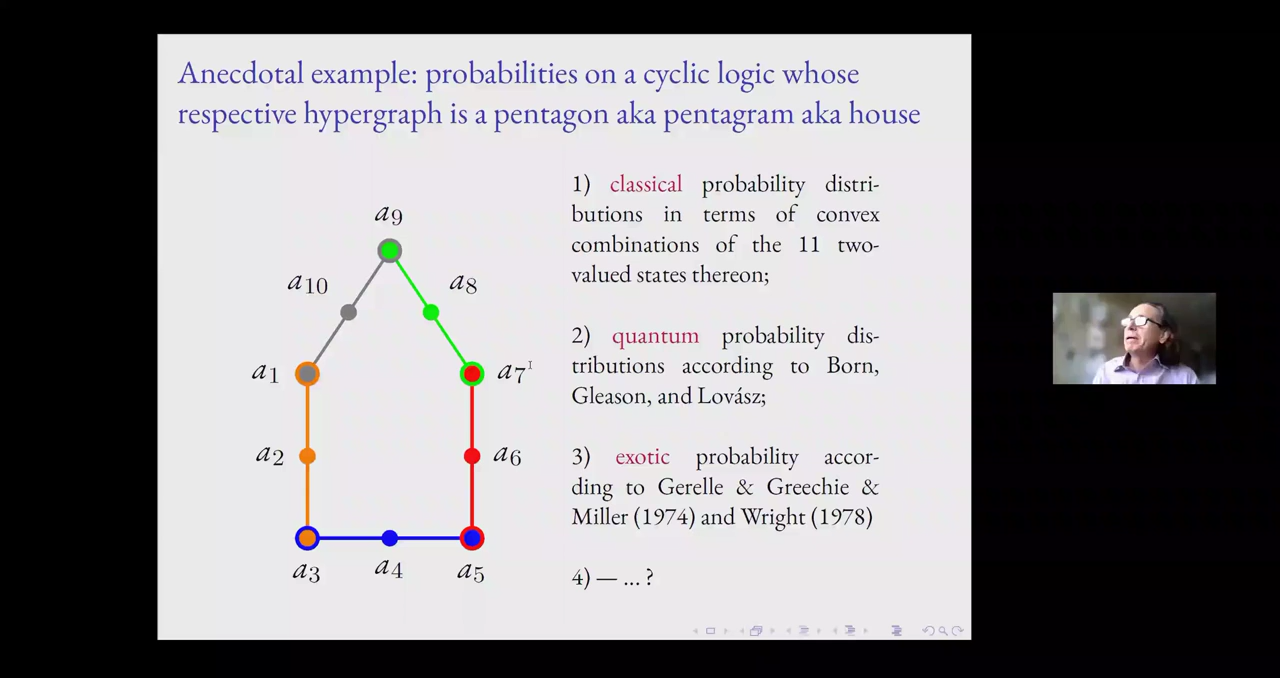 Anecdotal example: probabilities on a cyclic logic whose
respective hypergraph is a pentagon aka pentagram aka house
a9
a10
a8
a1
a7
a2
a6
a3
a4
a5
1) classical probability distri-
butions in terms of convex
combinations of the 11 two-
valued states thereon;
2) quantum probability dis-
tributions according to Born,
Gleason, and Lovász;
3) exotic probability accor-
ding to Gerelle & Greechie &
Miller (1974) and Wright (1978)
4) — ... ?